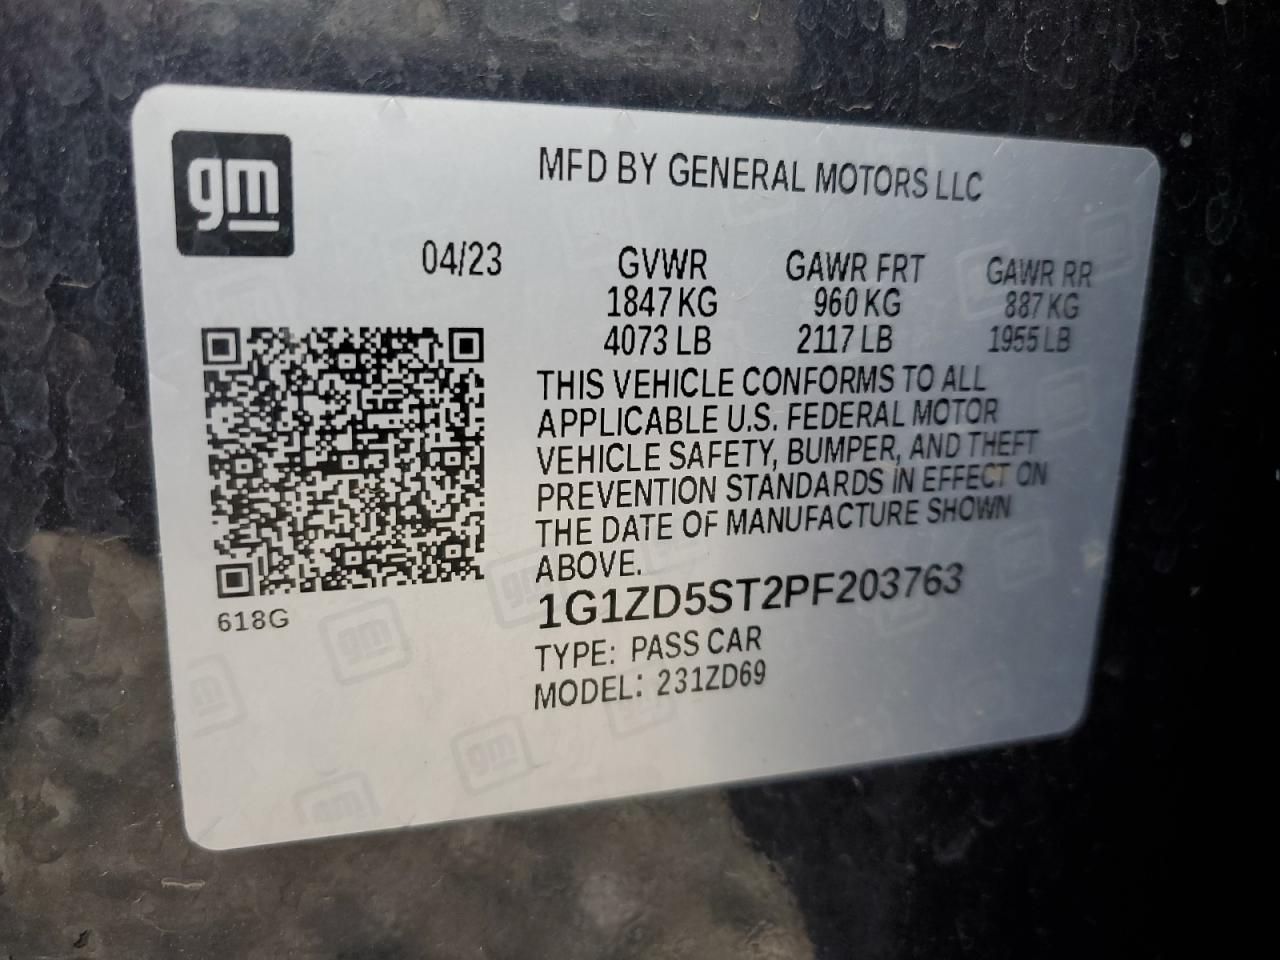 gm
MFD BY GENERAL MOTORS LLC
04/23
GVWR GAWR FRT GAWR RR
1847 KG 960 KG 887 KG
4073 LB 2117 LB 1955 LB
THIS VEHICLE CONFORMS TO ALL
APPLICABLE U.S. FEDERAL MOTOR
VEHICLE SAFETY, BUMPER, AND THEFT
PREVENTION STANDARDS IN EFFECT ON
THE DATE OF MANUFACTURE SHOWN
ABOVE.
618G
1G1ZD5ST2PF203763
TYPE: PASS CAR
MODEL: 231ZD69